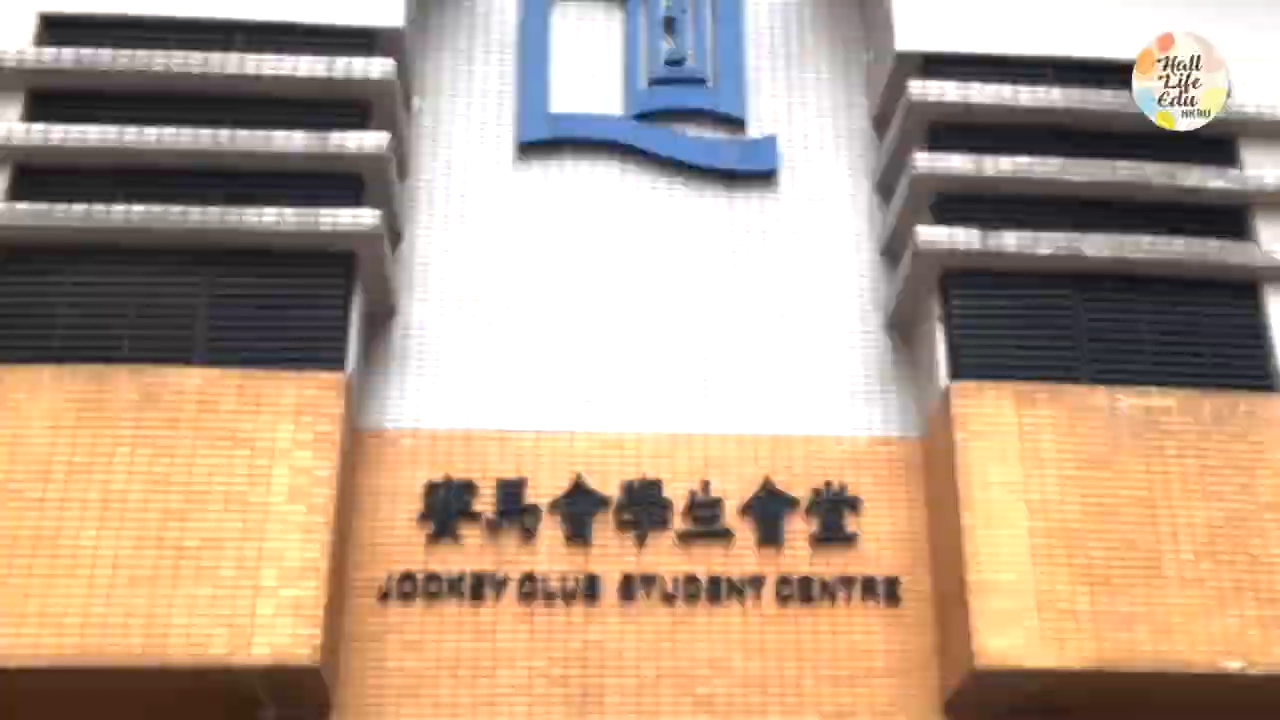 Hall
Life
Edu
HKBU
賽馬會學生會堂
JOCKEY CLUB STUDENT CENTRE